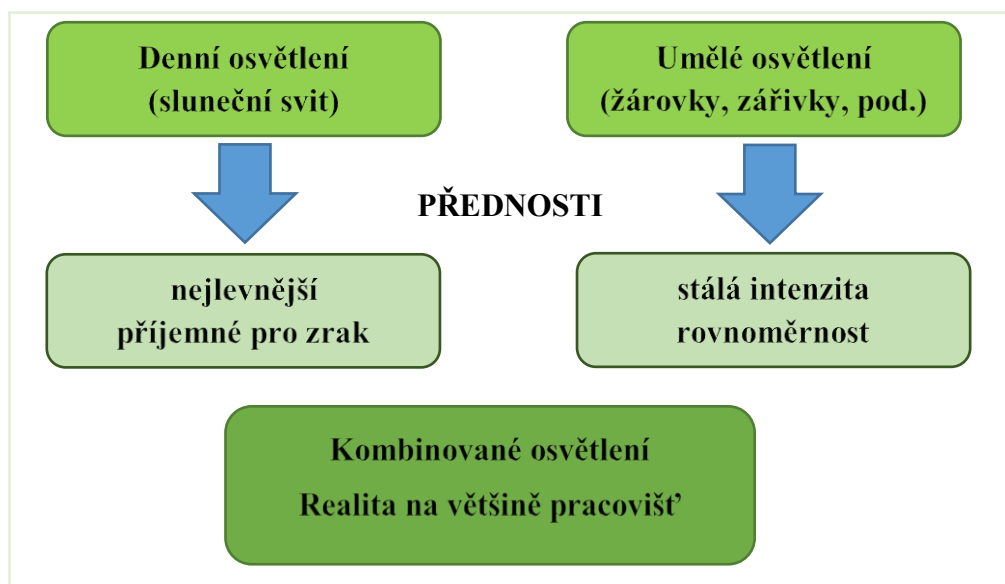 Denní osvětlení
(sluneční svit)
Umělé osvětlení
(žárovky, zářivky, pod.)
PŘEDNOSTI
nejlevnější
příjemné pro zrak
stálá intenzita
rovnoměrnost
Kombinované osvětlení
Realita na většině pracovišť